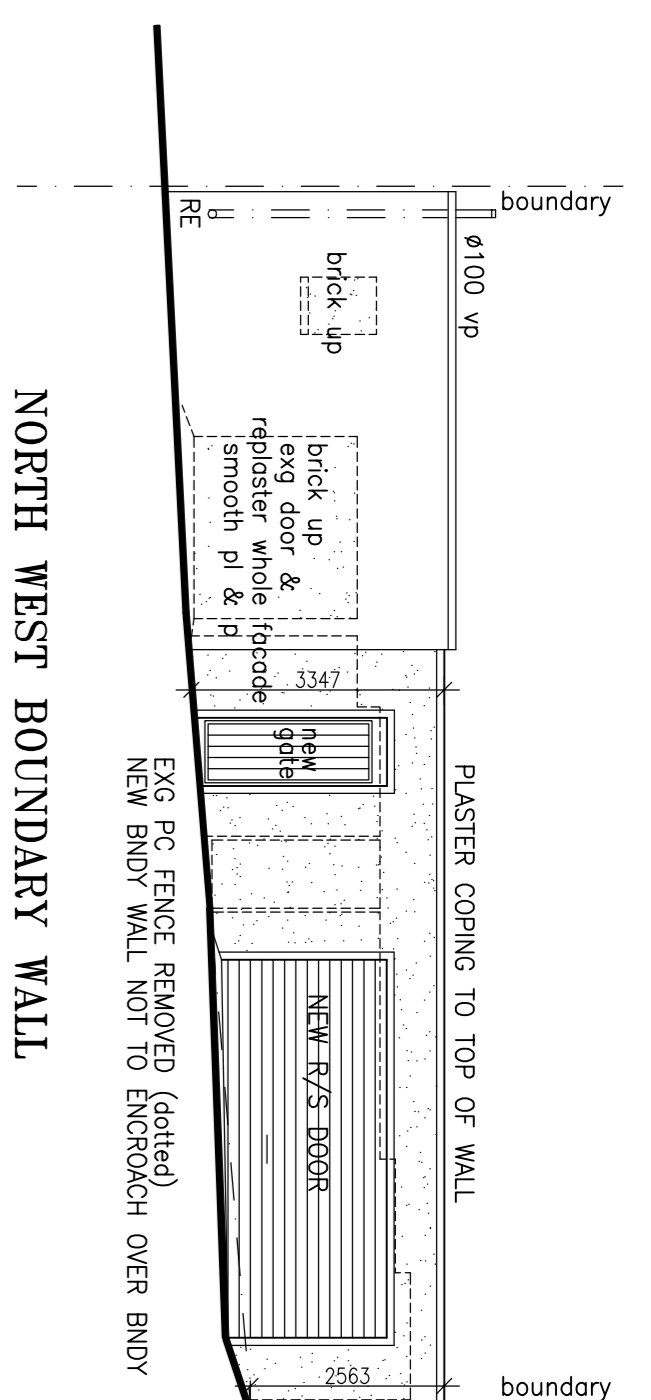 boundary
ø100 vp
RE
brick up
brick up
exg door &
replaster whole facade
smooth pl & p
3347
new
gate
PLASTER COPING TO TOP OF WALL
NEW R/S DOOR
EXG PC FENCE REMOVED (dotted)
NEW BNDY WALL NOT TO ENCROACH OVER BNDY
2563
boundary
NORTH WEST BOUNDARY WALL